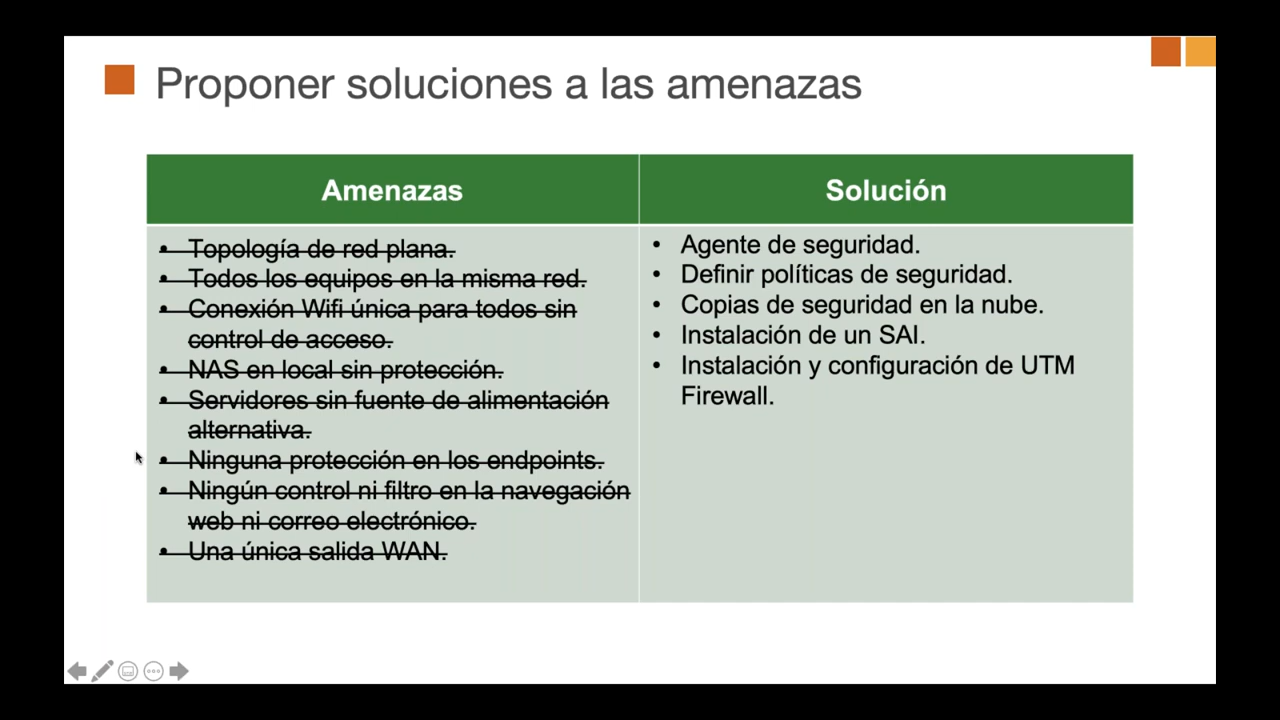 Proponer soluciones a las amenazas
Amenazas
Solución
• Topología de red plana.
• Todos los equipos en la misma red.
• Conexión Wifi única para todos sin
control de acceso.
• NAS en local sin protección.
• Servidores sin fuente de alimentación
alternativa.
• Ninguna protección en los endpoints.
• Ningún control ni filtro en la navegación
web ni correo electrónico.
• Una única salida WAN.
• Agente de seguridad.
• Definir políticas de seguridad.
• Copias de seguridad en la nube.
• Instalación de un SAI.
• Instalación y configuración de UTM
Firewall.